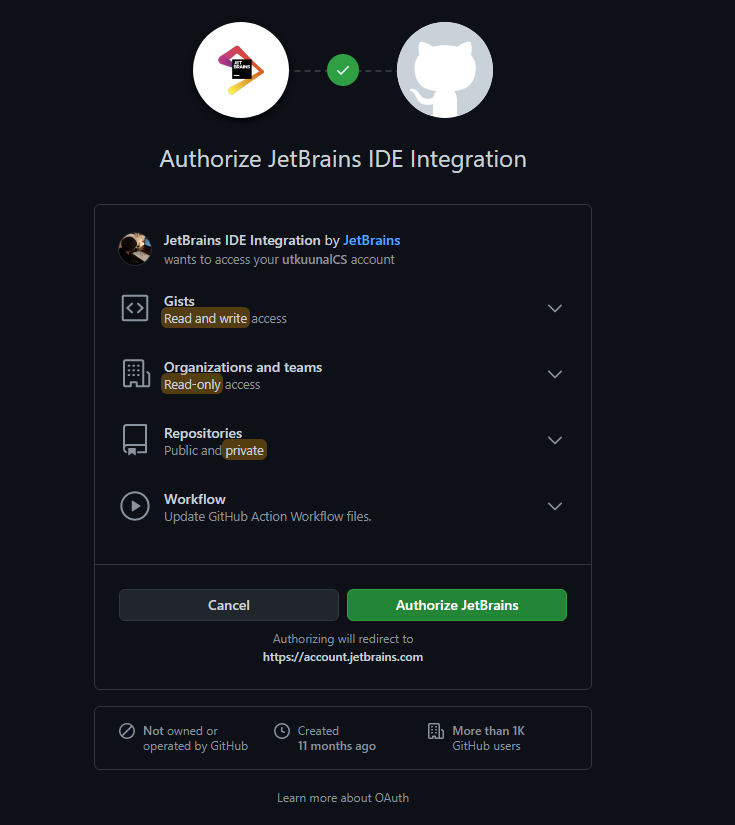 JET
BRAINS
Authorize JetBrains IDE Integration
JetBrains IDE Integration by JetBrains
wants to access your utkuunalCS account
Gists
Read and write access
Organizations and teams
Read-only access
Repositories
Public and private
Workflow
Update GitHub Action Workflow files.
Cancel
Authorize JetBrains
Authorizing will redirect to
https://account.jetbrains.com
Not owned or
operated by GitHub
Created
11 months ago
More than 1K
GitHub users
Learn more about OAuth